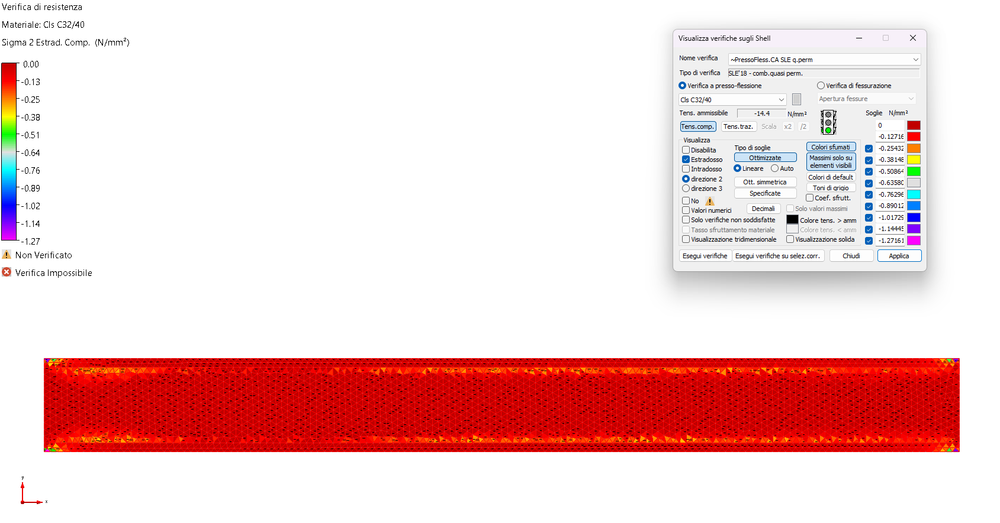 Verifica di resistenza
Materiale: Cls C32/40
Sigma 2 Estrad. Comp. (N/mm²)
0.00
-0.13
-0.25
-0.38
-0.51
-0.64
-0.76
-0.89
-1.02
-1.14
-1.27
Non Verificato
Verifica Impossibile
Visualizza verifiche sugli Shell
Nome verifica ~PressoFless.CA SLE q.perm
Tipo di verifica SLE'18 - comb.quasi perm.
Verifica a presso-flessione Verifica di fessurazione
Cls C32/40 Apertura fessure
Tens. ammissibile -14.4 N/mm² Soglie N/mm²
Tens.comp. Tens.traz. Scala x2 /2
0
-0.12716
-0.25432
-0.38148
-0.50864
-0.63580
-0.76296
-0.89012
-1.01729
-1.14445
-1.27161
Visualizza
Disabilita
Estradosso
Intradosso
direzione 2
direzione 3
No
Valori numerici
Solo verifiche non soddisfatte
Tasso sfruttamento materiale
Visualizzazione tridimensionale
Tipo di soglie
Ottimizzate
Lineare Auto
Ott. simmetrica
Specificate
Decimali
Colori sfumati
Massimi solo su
elementi visibili
Colori di default
Toni di grigio
Coef. sfrutt.
Solo valori massimi
Colore tens. > amm
Colore tens. < amm
Visualizzazione solida
Esegui verifiche Esegui verifiche su selez.corr. Chiudi Applica
y
x